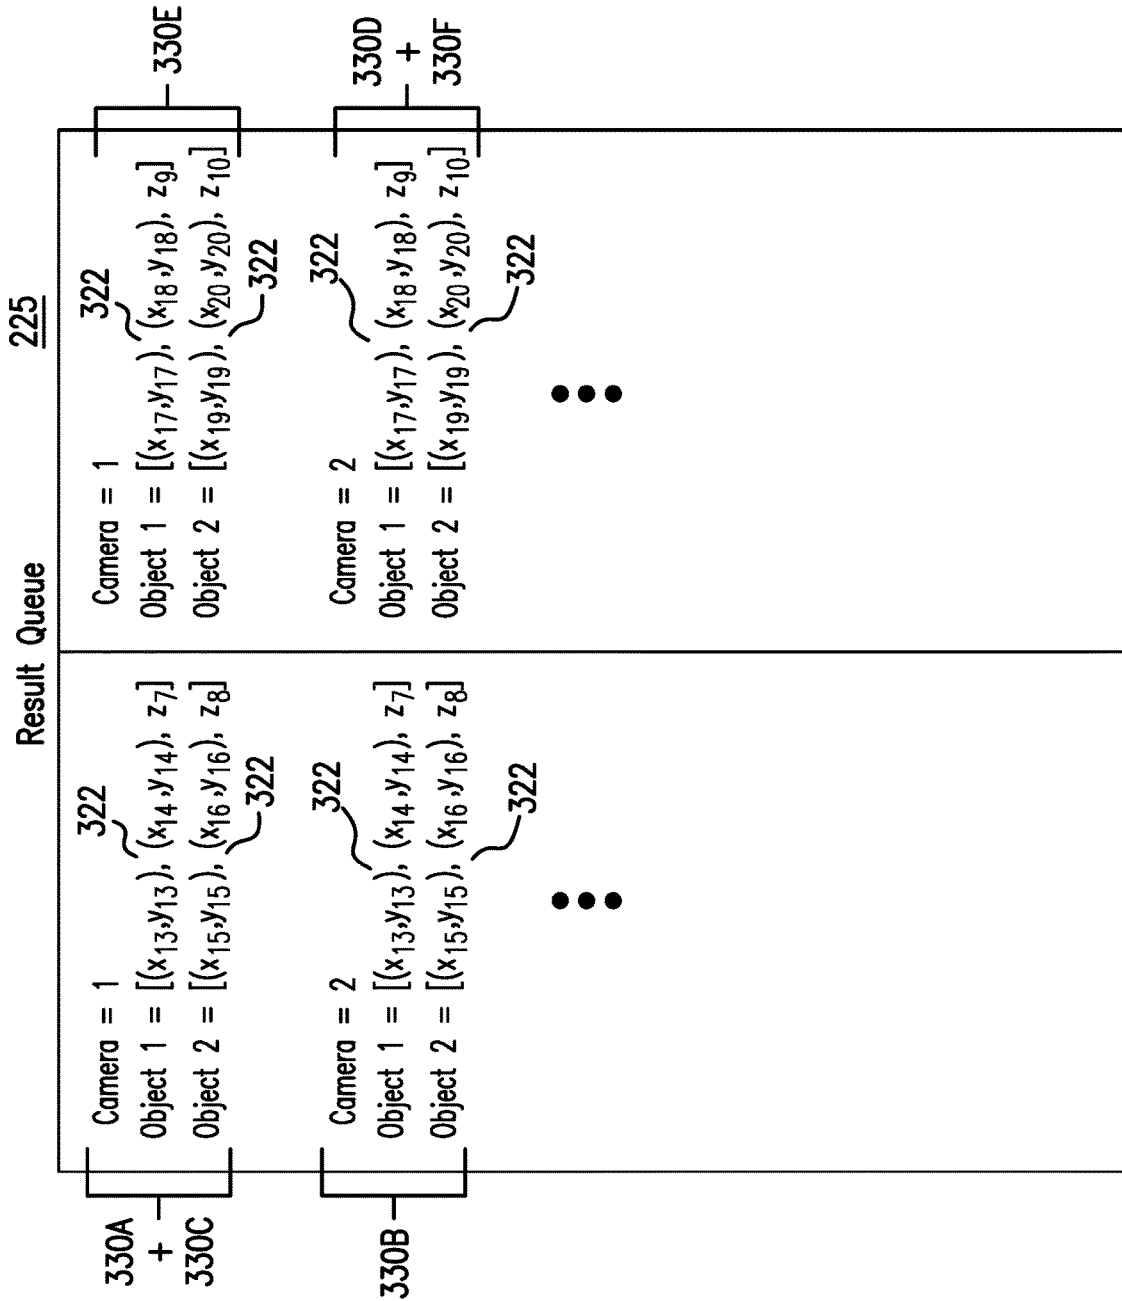 Result Queue 225
330A
+
330C
Camera = 1
322
Object 1 = [(x13,y13), (x14,y14), z7]
Object 2 = [(x15,y15), (x16,y16), z8]
322
330B
Camera = 2
322
Object 1 = [(x13,y13), (x14,y14), z7]
Object 2 = [(x15,y15), (x16,y16), z8]
322
•••
Camera = 1
322
Object 1 = [(x17,y17), (x18,y18), z9]
Object 2 = [(x19,y19), (x20,y20), z10]
322
330E
Camera = 2
322
Object 1 = [(x17,y17), (x18,y18), z9]
Object 2 = [(x19,y19), (x20,y20), z10]
322
330D
+
330F
•••